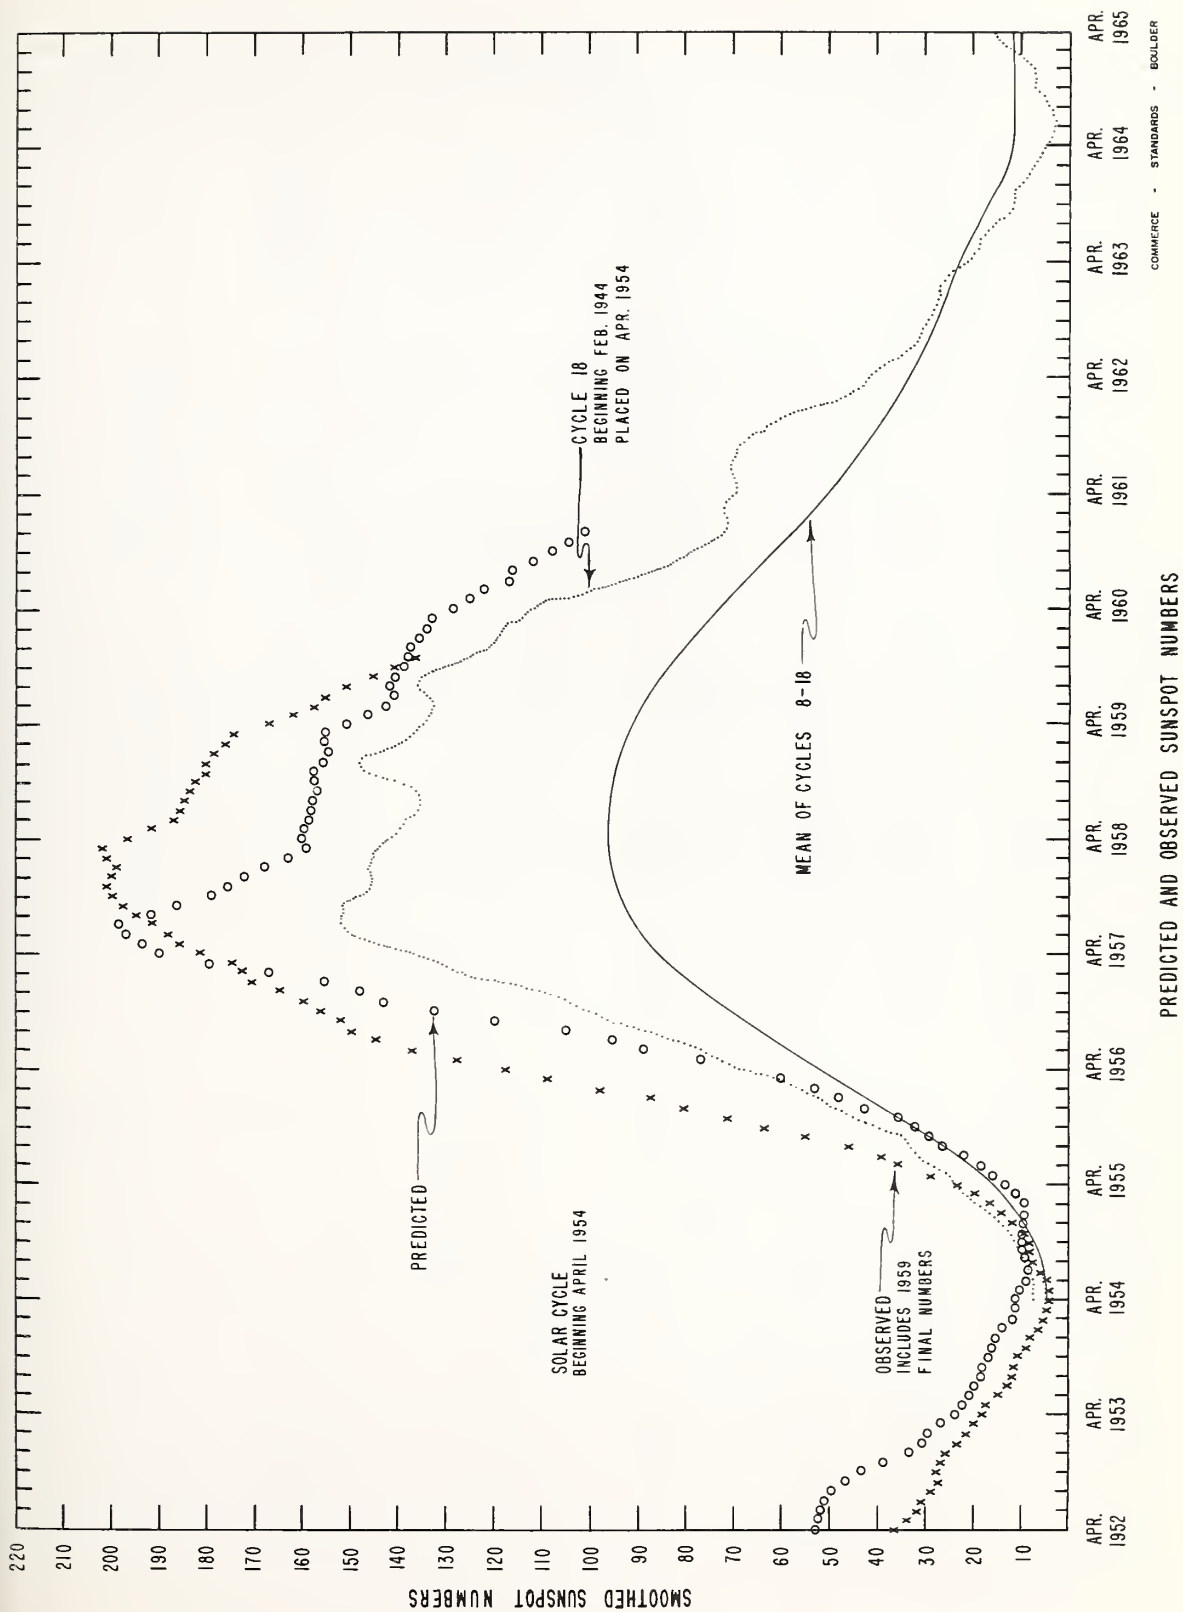 220
210
200
190
180
170
160
150
140
130
120
110
100
90
80
70
60
50
40
30
20
10
SMOOTHED SUNSPOT NUMBERS
PREDICTED
SOLAR CYCLE
BEGINNING APRIL 1954
OBSERVED
INCLUDES 1959
FINAL NUMBERS
CYCLE 18
BEGINNING FEB. 1944
PLACED ON APR. 1954
MEAN OF CYCLES 8-18
APR.
1952
APR.
1953
APR.
1954
APR.
1955
APR.
1956
APR.
1957
APR.
1958
APR.
1959
APR.
1960
APR.
1961
APR.
1962
APR.
1963
APR.
1964
APR.
1965
COMMERCE - STANDARDS - BOULDER
PREDICTED AND OBSERVED SUNSPOT NUMBERS